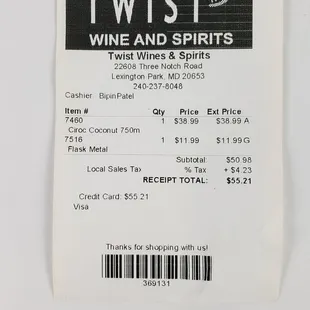 TWIST
WINE AND SPIRITS
Twist Wines & Spirits
22608 Three Notch Road
Lexington Park, MD 20653
240-237-8048
Cashier: Bipin Patel
Item # Qty Price Ext Price
7460 1 $38.99 $38.99 A
Ciroc Coconut 750m
7516 1 $11.99 $11.99 G
Flask Metal
Subtotal: $50.98
Local Sales Tax % Tax + $4.23
RECEIPT TOTAL: $55.21
Credit Card: $55.21
Visa
Thanks for shopping with us!
369131